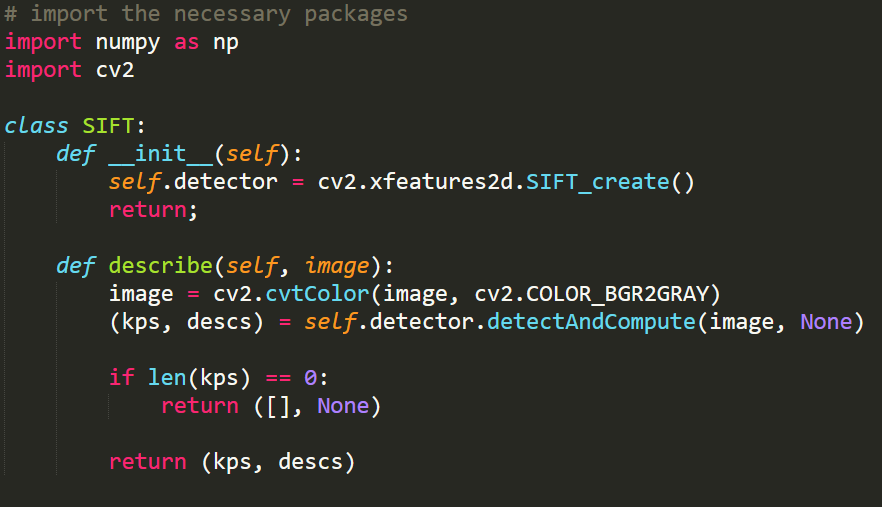 # import the necessary packages
import numpy as np
import cv2
class SIFT:
    def __init__(self):
        self.detector = cv2.xfeatures2d.SIFT_create()
        return;
    def describe(self, image):
        image = cv2.cvtColor(image, cv2.COLOR_BGR2GRAY)
        (kps, descs) = self.detector.detectAndCompute(image, None)
        if len(kps) == 0:
            return ([], None)
        return (kps, descs)